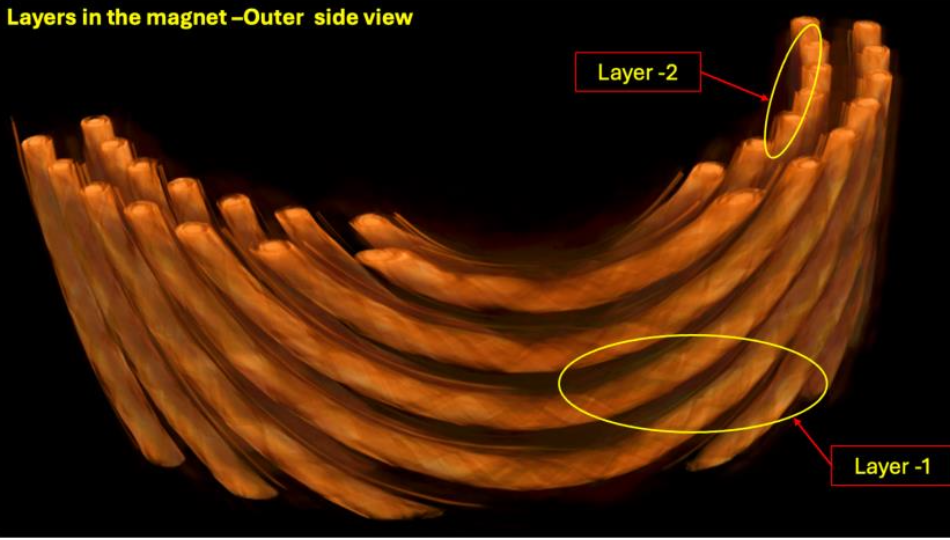 Layers in the magnet –Outer  side view
Layer -2
Layer -1